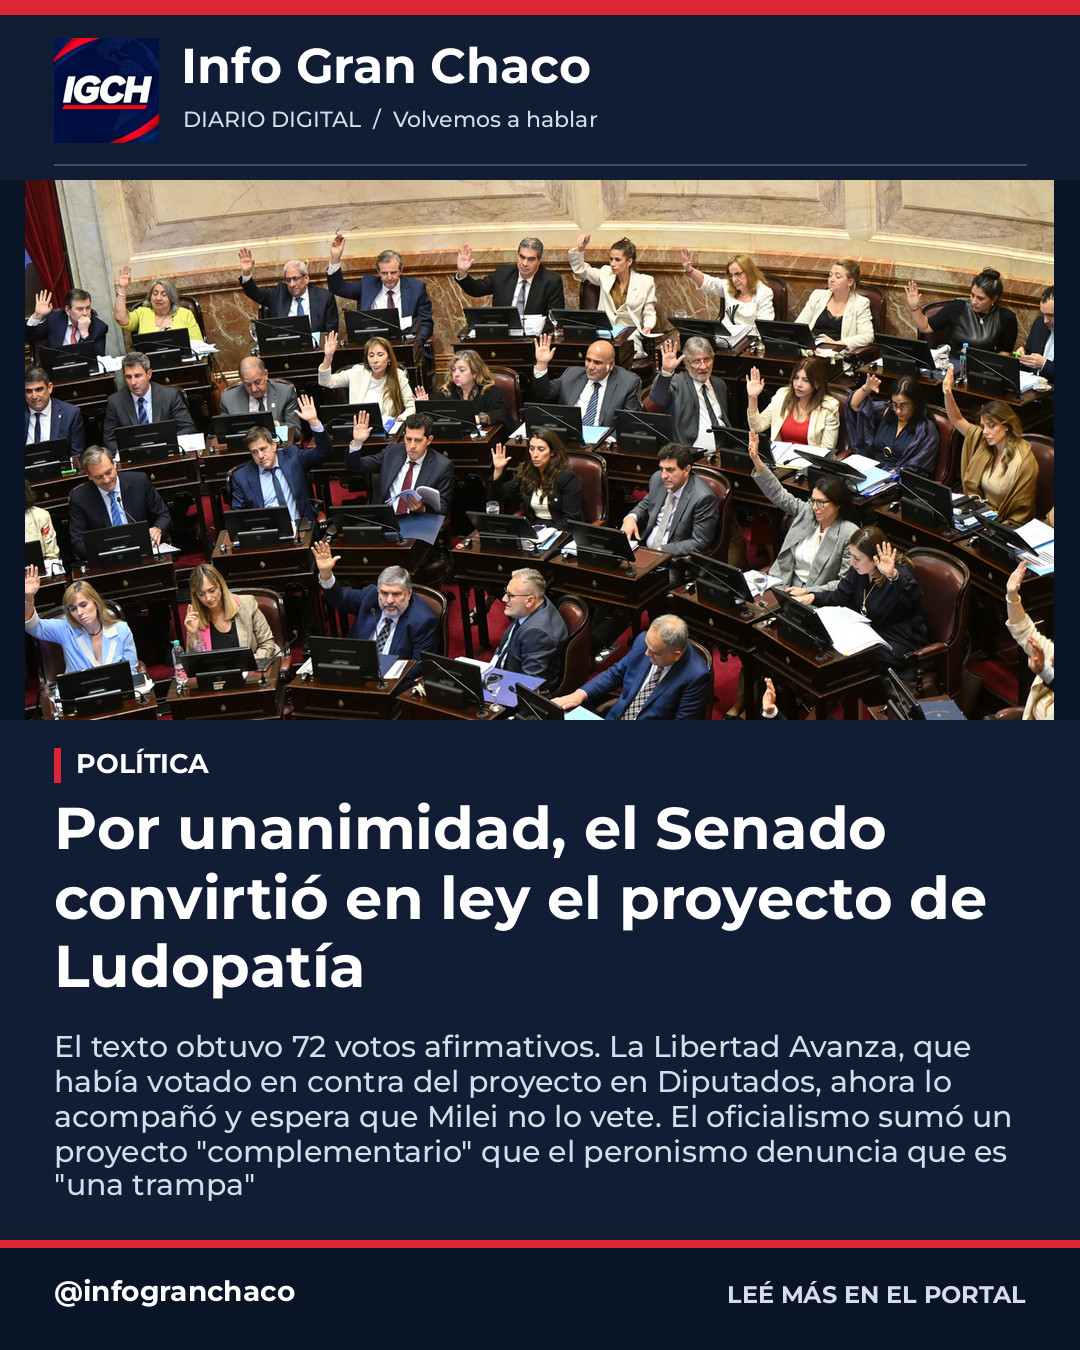 IGCH
Info Gran Chaco
DIARIO DIGITAL / Volvemos a hablar
POLÍTICA
Por unanimidad, el Senado
convirtió en ley el proyecto de
Ludopatía
El texto obtuvo 72 votos afirmativos. La Libertad Avanza, que
había votado en contra del proyecto en Diputados, ahora lo
acompañó y espera que Milei no lo vete. El oficialismo sumó un
proyecto "complementario" que el peronismo denuncia que es
"una trampa"
@infogranchaco
LEÉ MÁS EN EL PORTAL